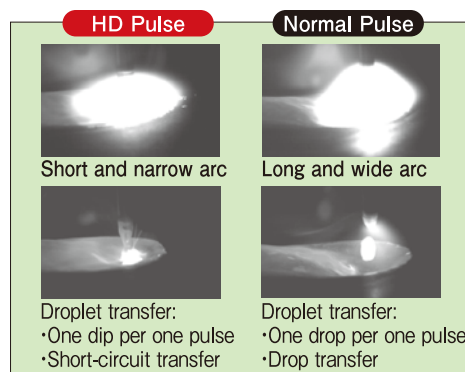 HD Pulse
Normal Pulse
Short and narrow arc
Long and wide arc
Droplet transfer:
・One dip per one pulse
・Short-circuit transfer
Droplet transfer:
・One drop per one pulse
・Drop transfer